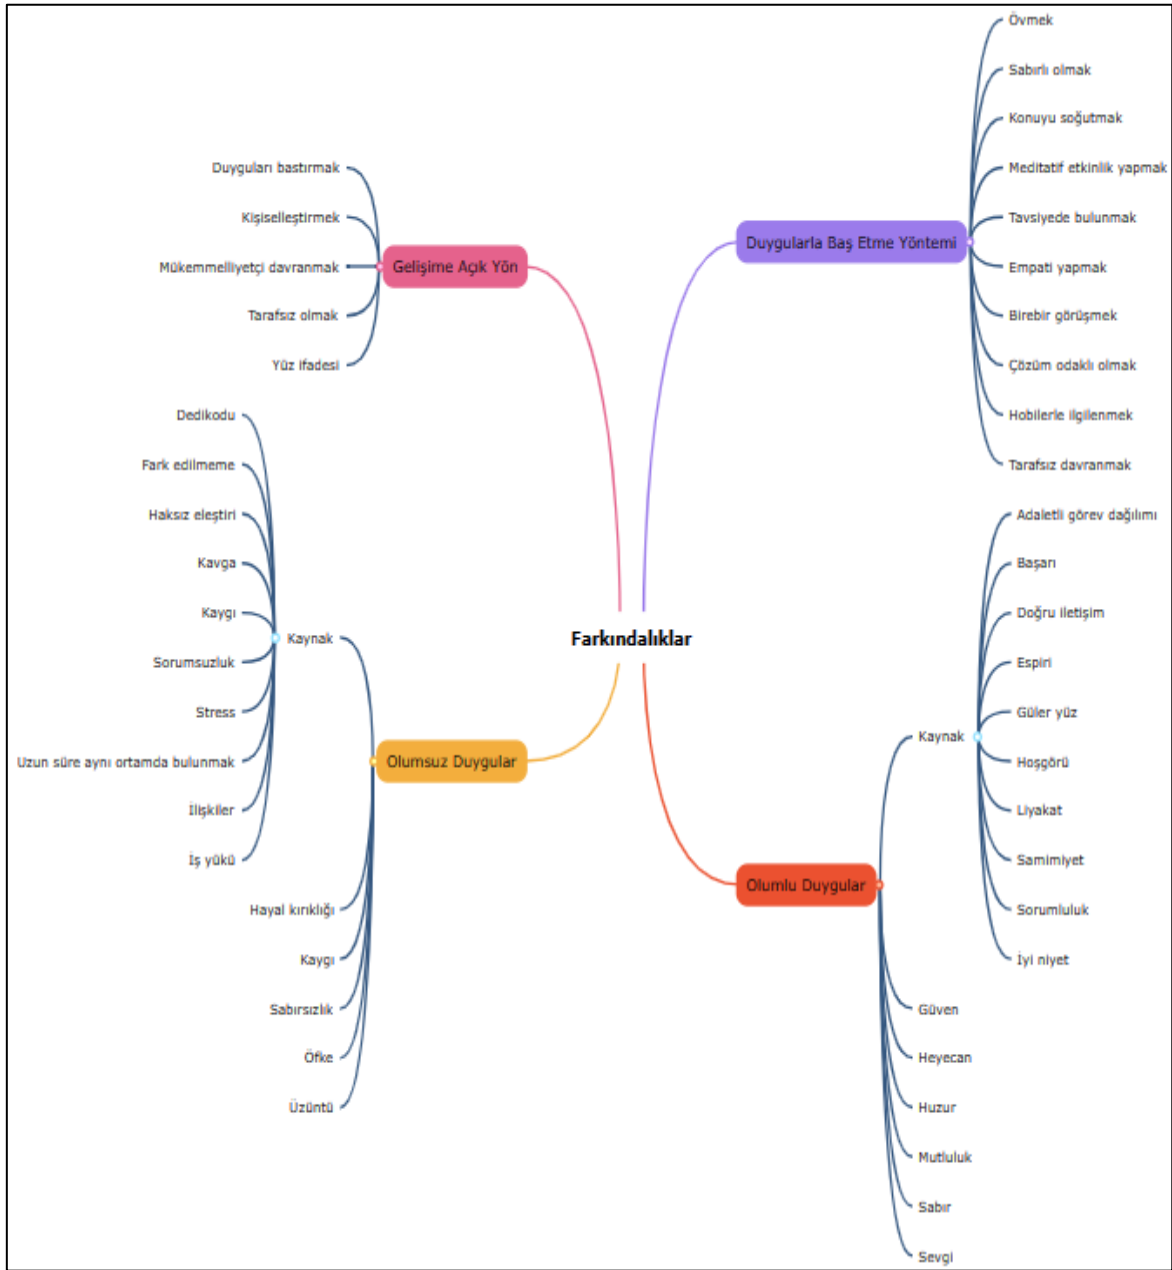 Farkındalıklar
Gelişime Açık Yön
Duyguları bastırmak
Kişiselleştirmek
Mükemmelliyetçi davranmak
Tarafsız olmak
Yüz ifadesi
Olumsuz Duygular
Kaynak
Dedikodu
Fark edilmeme
Haksız eleştiri
Kavga
Kaygı
Sorumsuzluk
Stress
Uzun süre aynı ortamda bulunmak
İlişkiler
İş yükü
Hayal kırıklığı
Kaygı
Sabırsızlık
Öfke
Üzüntü
Duygularla Baş Etme Yöntemi
Övmek
Sabırlı olmak
Konuyu soğutmak
Meditatif etkinlik yapmak
Tavsiyede bulunmak
Empati yapmak
Birebir görüşmek
Çözüm odaklı olmak
Hobilerle ilgilenmek
Tarafsız davranmak
Olumlu Duygular
Kaynak
Adaletli görev dağılımı
Başarı
Doğru iletişim
Espiri
Güler yüz
Hoşgörü
Liyakat
Samimiyet
Sorumluluk
İyi niyet
Güven
Heyecan
Huzur
Mutluluk
Sabır
Sevgi